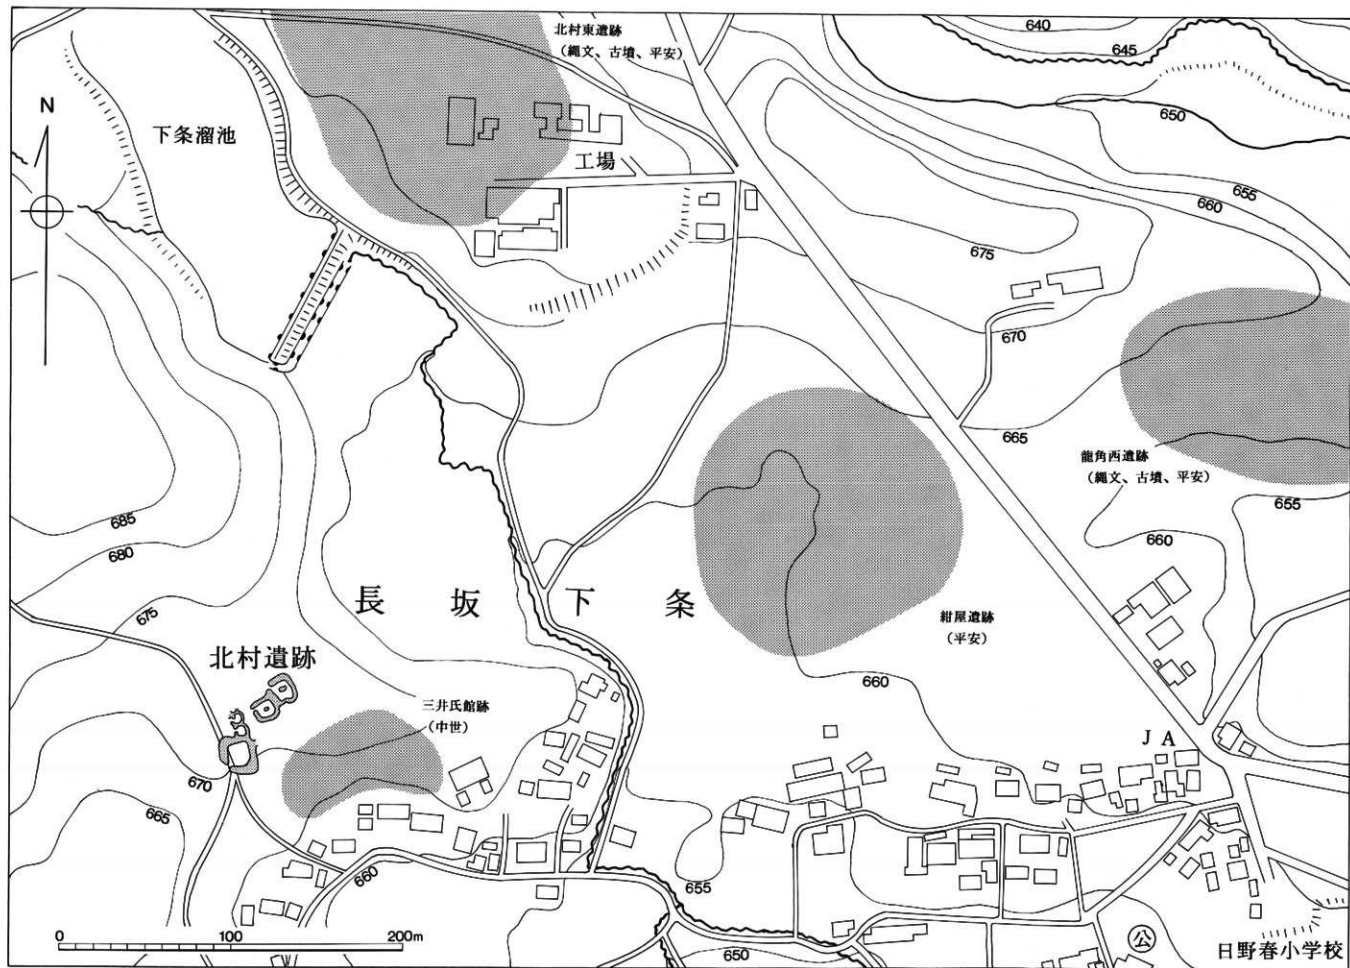 北村東遺跡
（縄文、古墳、平安）
640
645
650
N
下条溜池
工場
655
660
675
670
665
龍角西遺跡
（縄文、古墳、平安）
655
660
685
680
675
長坂下条
紺屋遺跡
（平安）
北村遺跡
三井氏館跡
（中世）
660
JA
670
665
660
655
0 100 200m
650
公
日野春小学校